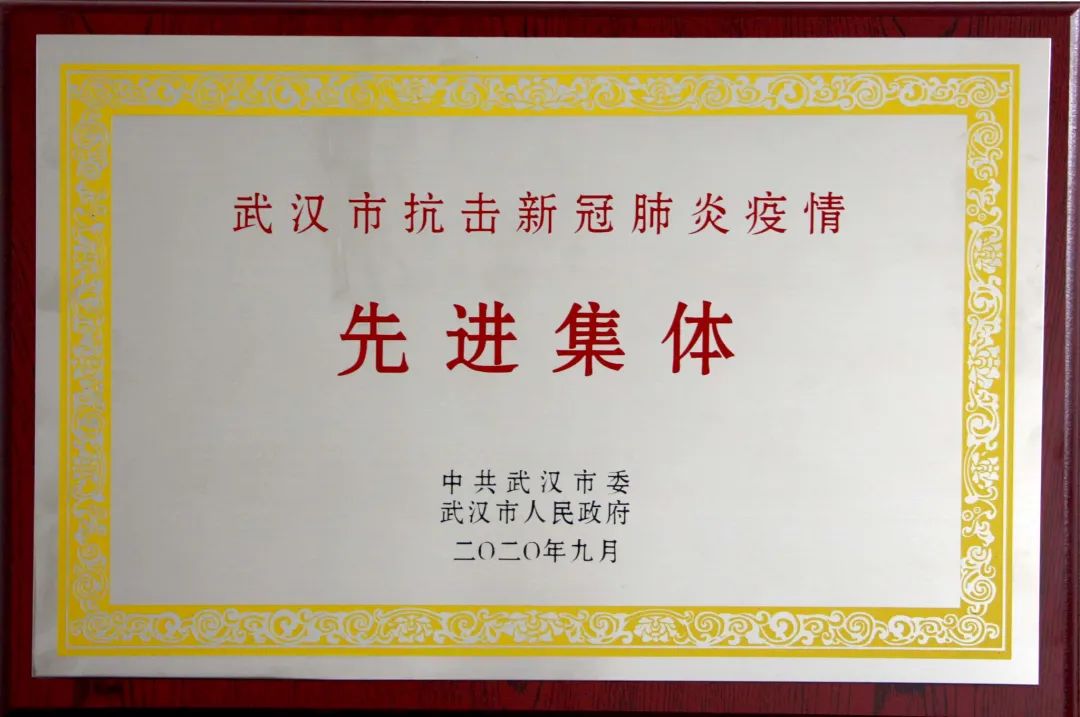 武汉市抗击新冠肺炎疫情
先进集体
中共武汉市委
武汉市人民政府
二〇二〇年九月